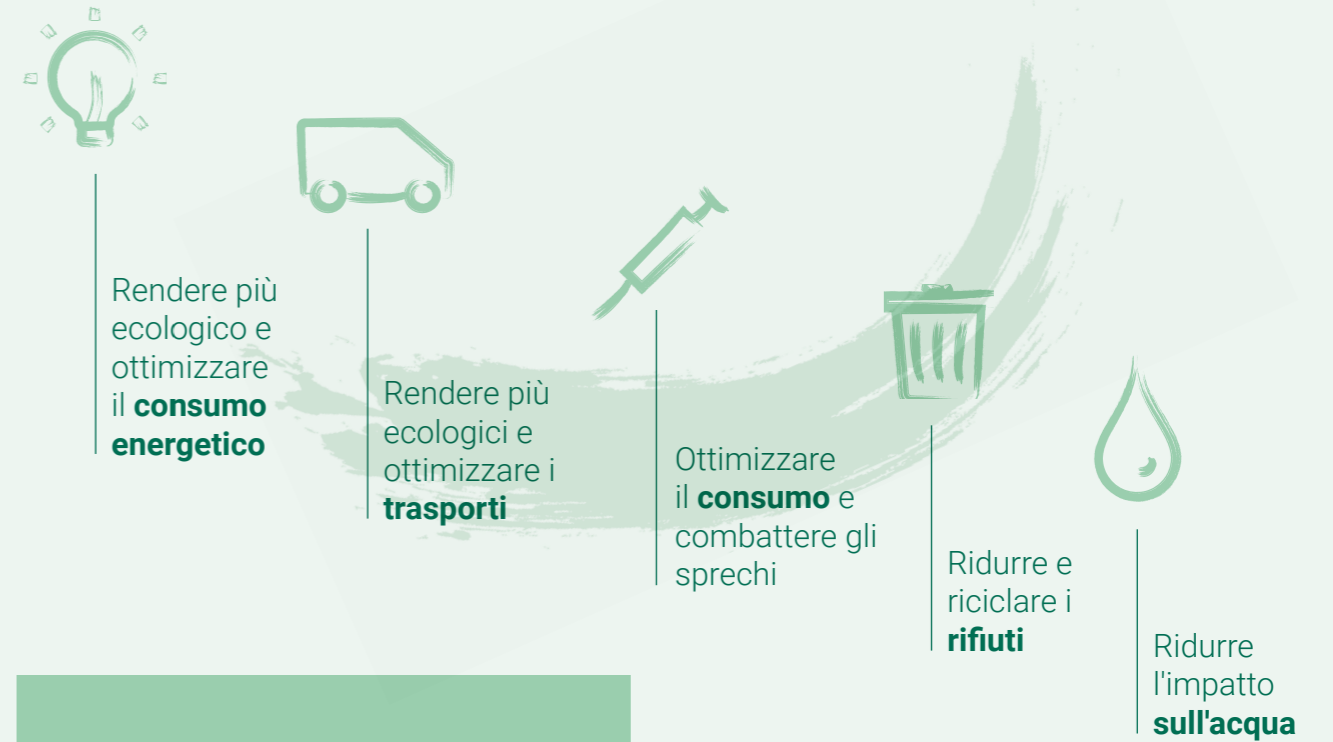 Rendere più
ecologico e
ottimizzare
il consumo
energetico
Rendere più
ecologici e
ottimizzare i
trasporti
Ottimizzare
il consumo e
combattere gli
sprechi
Ridurre e
riciclare i
rifiuti
Ridurre
l'impatto
sull'acqua